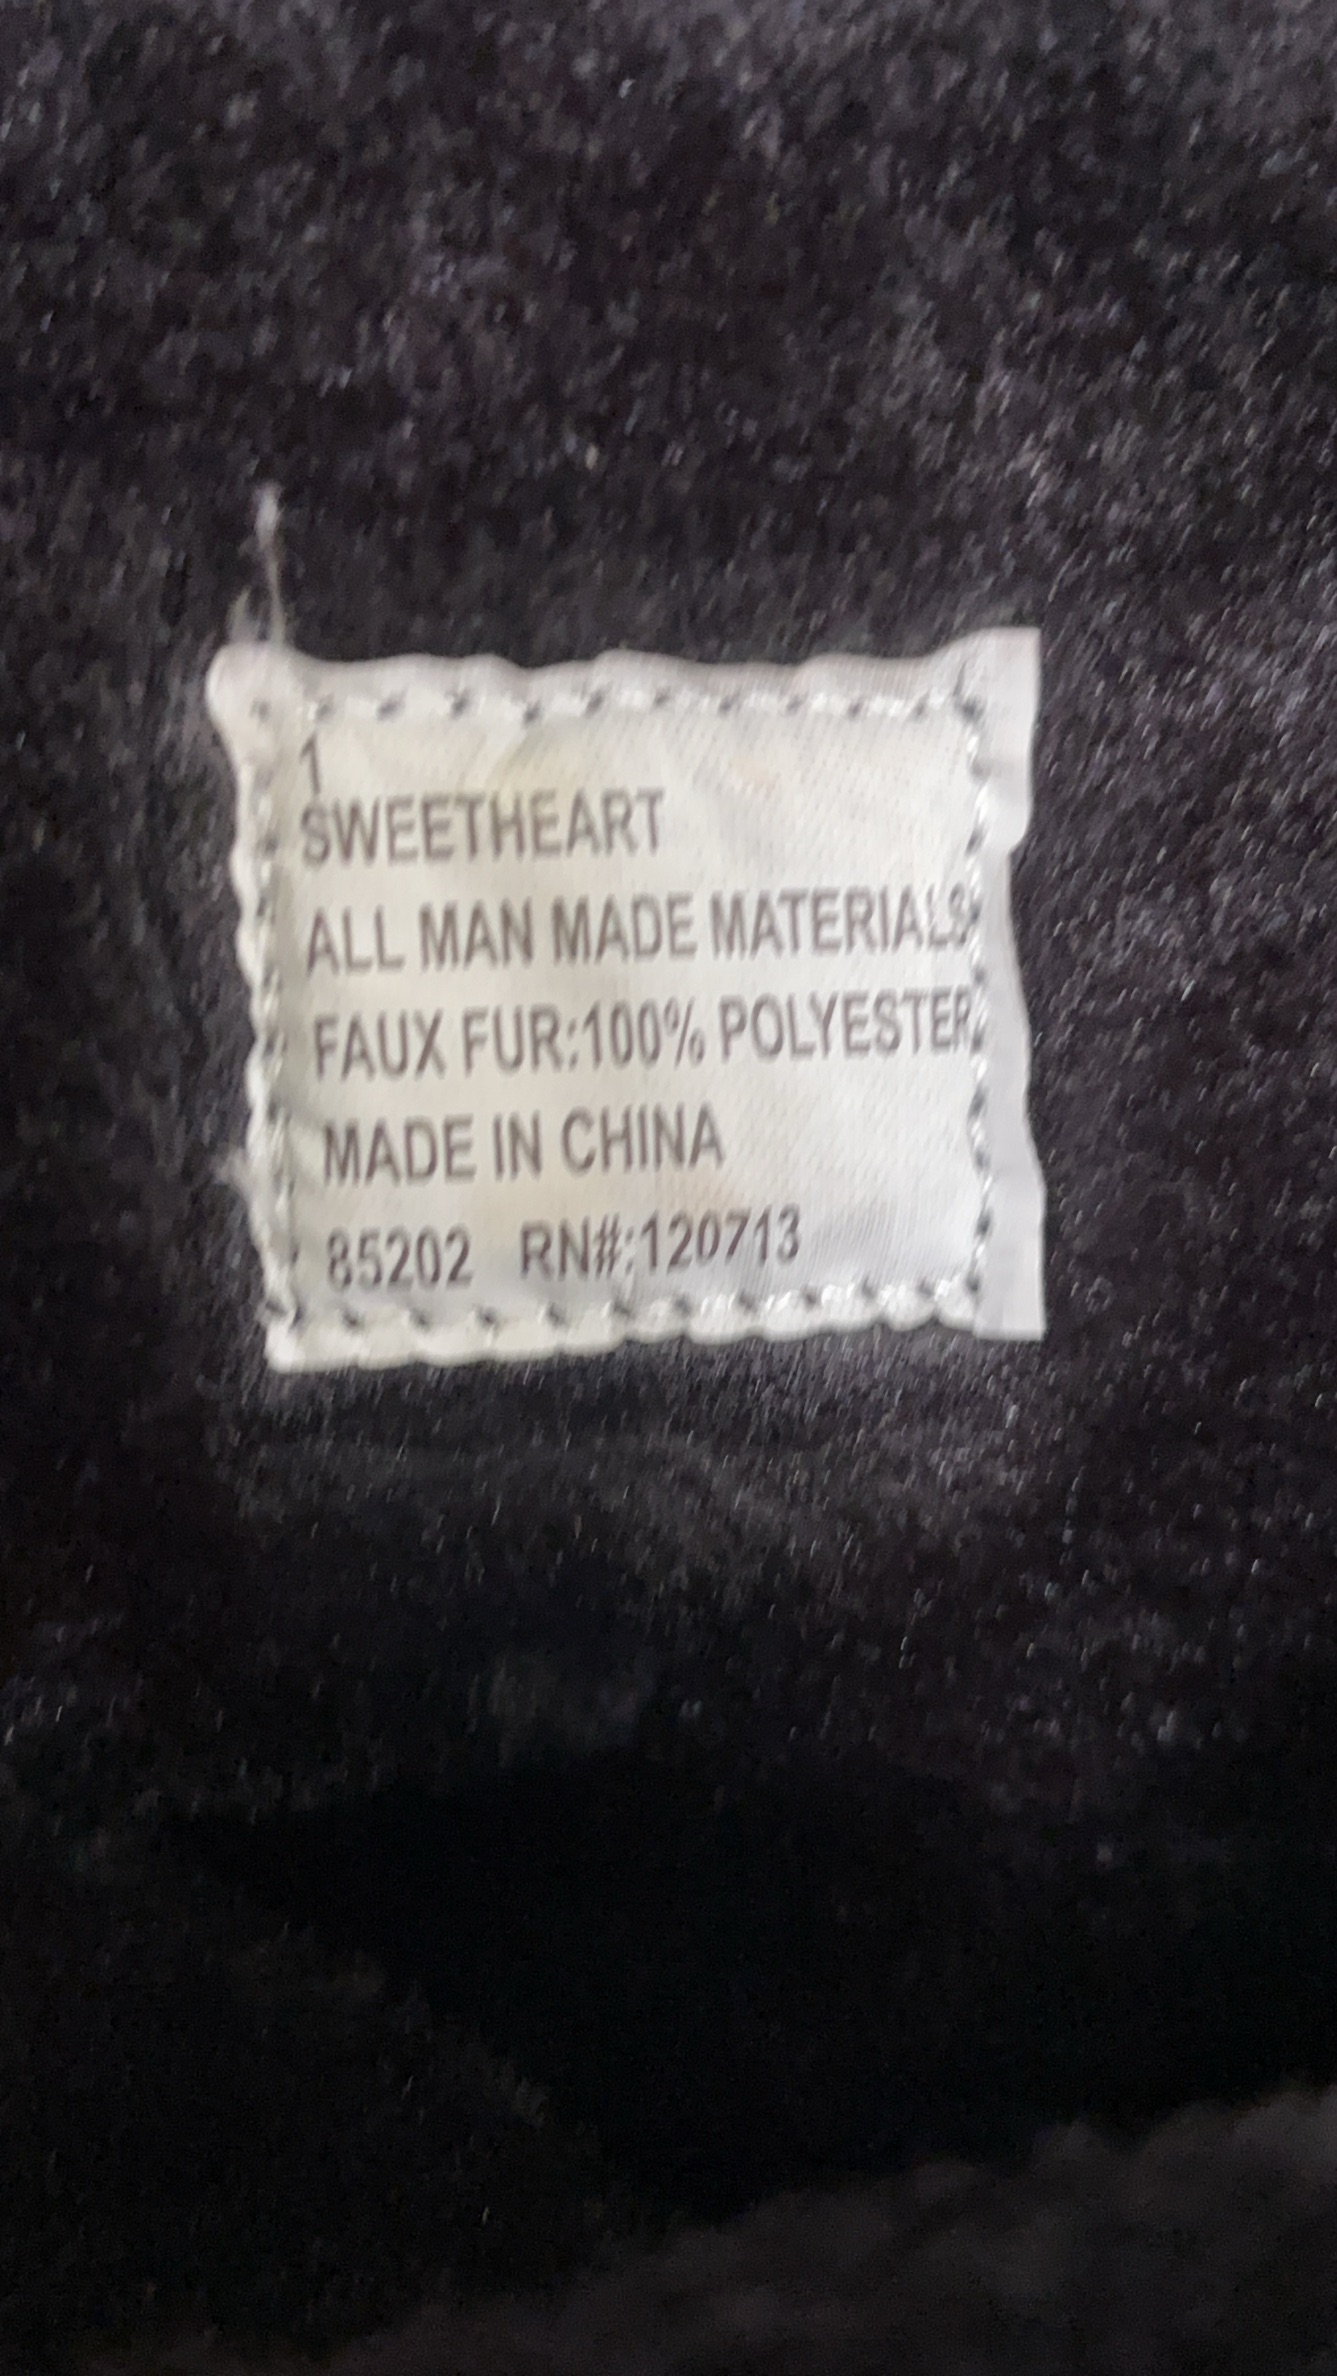 1
SWEETHEART
ALL MAN MADE MATERIALS
FAUX FUR:100% POLYESTER
MADE IN CHINA
85202 RN#:120713